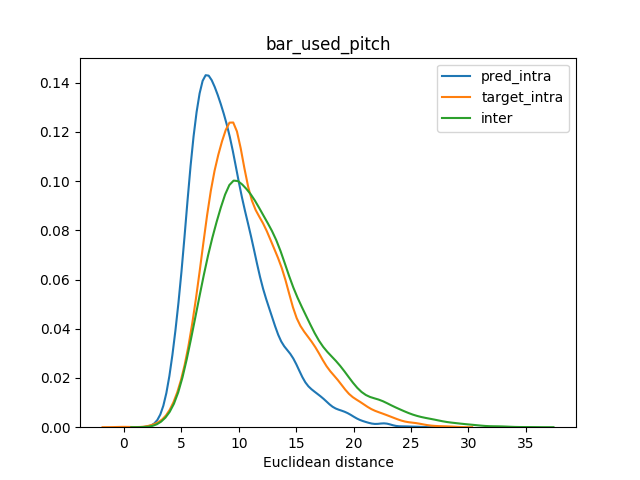 bar_used_pitch
pred_intra
target_intra
inter
0.14
0.12
0.10
0.08
0.06
0.04
0.02
0.00
0 5 10 15 20 25 30 35
Euclidean distance